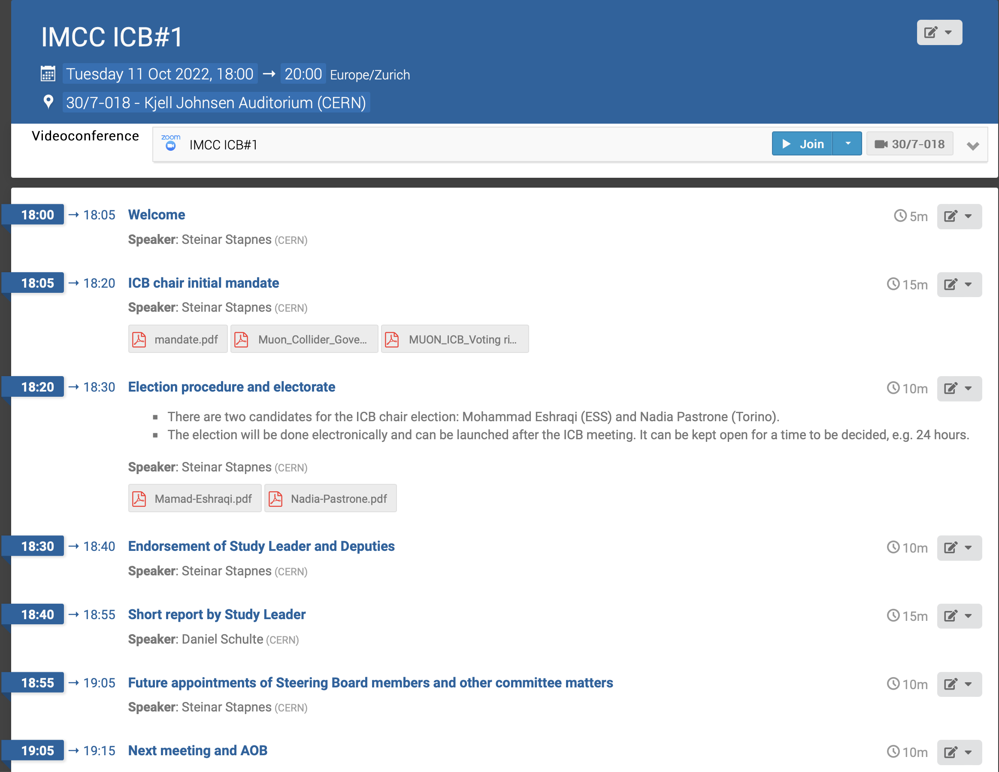 IMCC ICB#1
Tuesday 11 Oct 2022, 18:00 → 20:00 Europe/Zurich
30/7-018 - Kjell Johnsen Auditorium (CERN)
Videoconference zoom IMCC ICB#1 Join 30/7-018
18:00 → 18:05 Welcome 5m
Speaker: Steinar Stapnes (CERN)
18:05 → 18:20 ICB chair initial mandate 15m
Speaker: Steinar Stapnes (CERN)
mandate.pdf Muon_Collider_Gove... MUON_ICB_Voting ri...
18:20 → 18:30 Election procedure and electorate 10m
▪ There are two candidates for the ICB chair election: Mohammad Eshraqi (ESS) and Nadia Pastrone (Torino).
▪ The election will be done electronically and can be launched after the ICB meeting. It can be kept open for a time to be decided, e.g. 24 hours.
Speaker: Steinar Stapnes (CERN)
Mamad-Eshraqi.pdf Nadia-Pastrone.pdf
18:30 → 18:40 Endorsement of Study Leader and Deputies 10m
Speaker: Steinar Stapnes (CERN)
18:40 → 18:55 Short report by Study Leader 15m
Speaker: Daniel Schulte (CERN)
18:55 → 19:05 Future appointments of Steering Board members and other committee matters 10m
Speaker: Steinar Stapnes (CERN)
19:05 → 19:15 Next meeting and AOB 10m